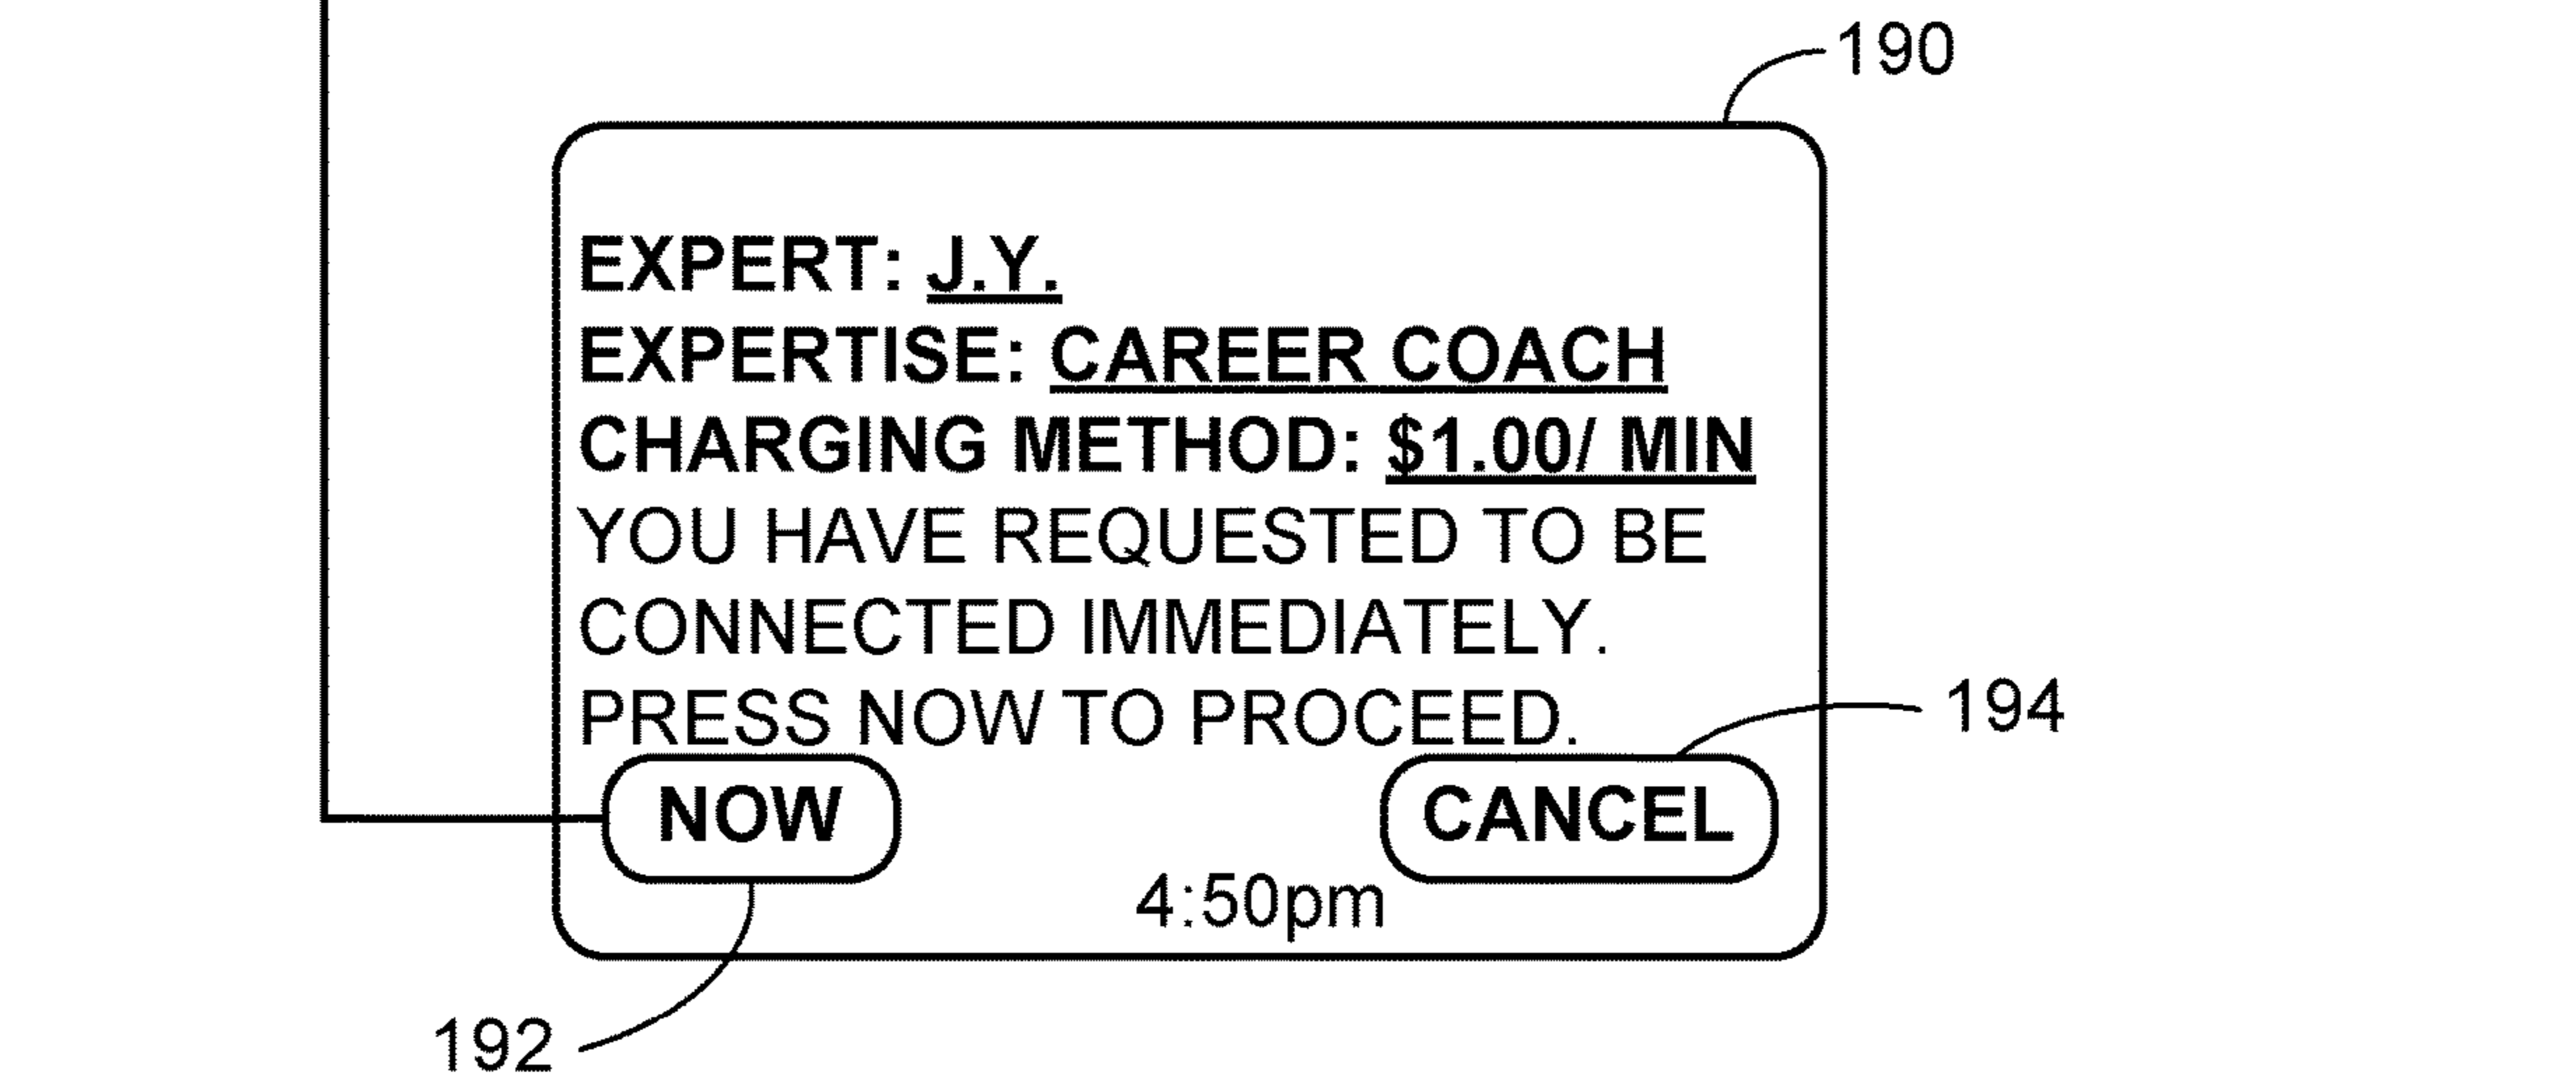 190
EXPERT: J.Y.
EXPERTISE: CAREER COACH
CHARGING METHOD: $1.00/ MIN
YOU HAVE REQUESTED TO BE
CONNECTED IMMEDIATELY.
PRESS NOW TO PROCEED.
194
NOW
CANCEL
4:50pm
192